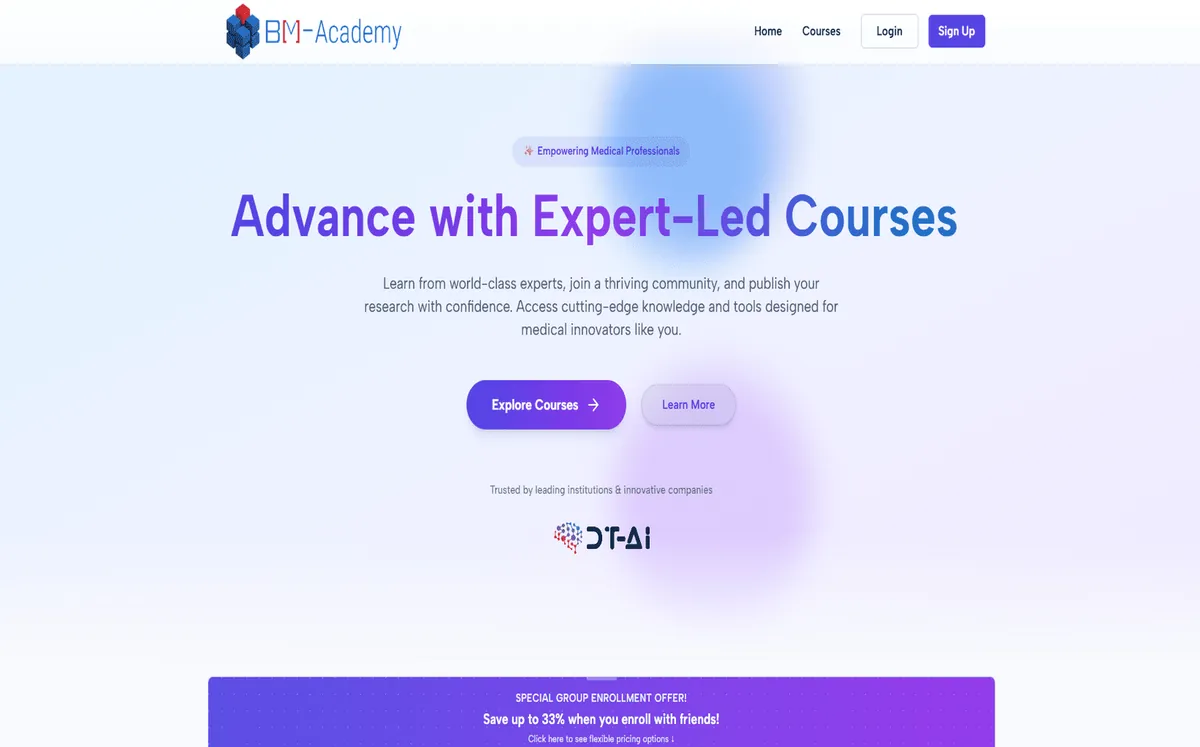 BM-Academy
Home Courses Login Sign Up
✨ Empowering Medical Professionals
Advance with Expert-Led Courses
Learn from world-class experts, join a thriving community, and publish your
research with confidence. Access cutting-edge knowledge and tools designed for
medical innovators like you.
Explore Courses →
Learn More
Trusted by leading institutions & innovative companies
DT-Ai
SPECIAL GROUP ENROLLMENT OFFER!
Save up to 33% when you enroll with friends!
Click here to see flexible pricing options ↓